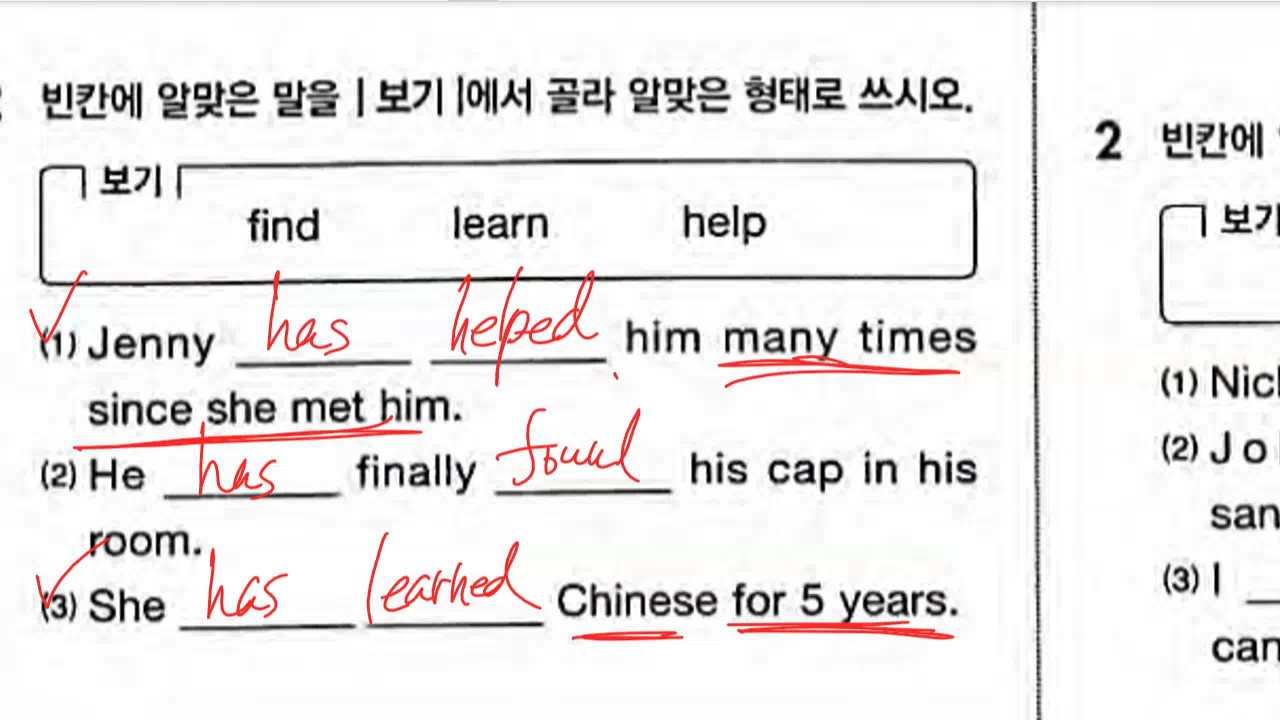 빈칸에 알맞은 말을 | 보기 |에서 골라 알맞은 형태로 쓰시오.
보기
find learn help
(1) Jenny has helped him many times
since she met him.
(2) He has finally found his cap in his
room.
(3) She has learned Chinese for 5 years.
2 빈칸에
보기
(1) Nic
(2) J o
san
(3) I
can